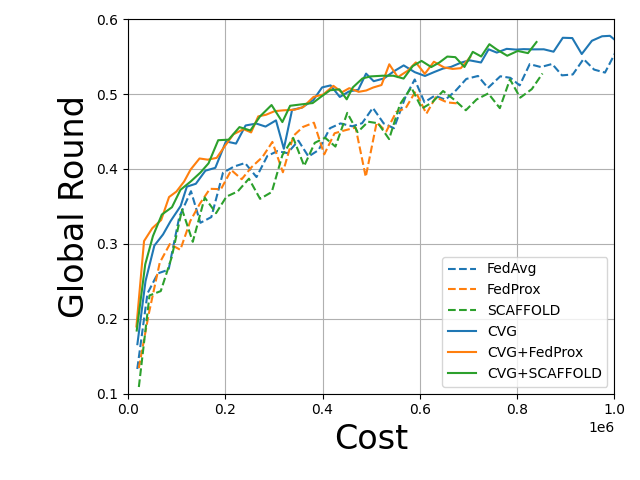 0.6
0.5
0.4
0.3
0.2
0.1
Global Round
FedAvg
FedProx
SCAFFOLD
CVG
CVG+FedProx
CVG+SCAFFOLD
0.0 0.2 0.4 0.6 0.8 1.0
1e6
Cost